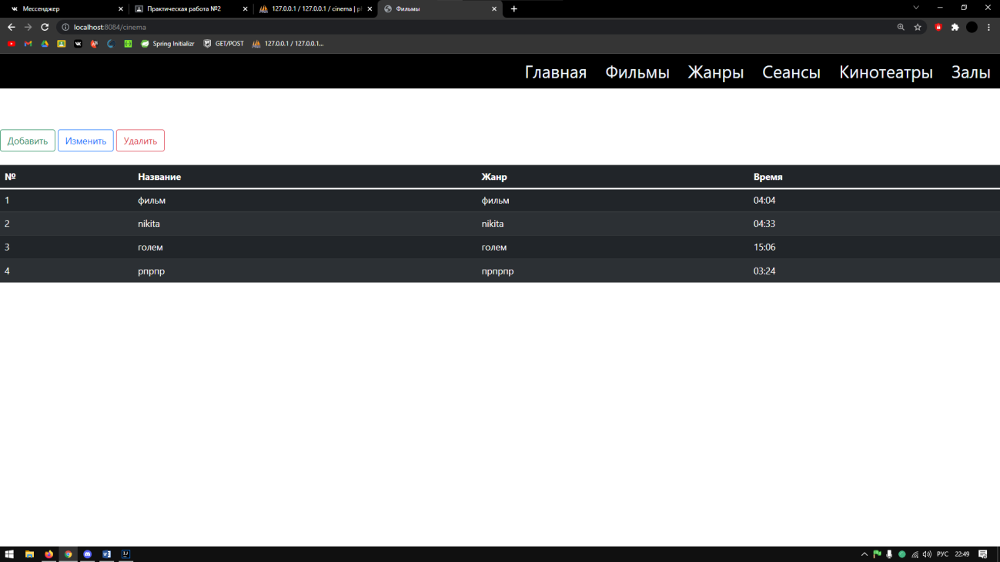 Мессенджер Практическая работа №2 127.0.0.1 / 127.0.0.1 / cinema | ph Фильмы
localhost:8084/cinema
Spring Initializr GET/POST 127.0.0.1 / 127.0.0.1...
Главная Фильмы Жанры Сеансы Кинотеатры Залы
Добавить Изменить Удалить
№ Название Жанр Время
1 фильм фильм 04:04
2 nikita nikita 04:33
3 голем голем 15:06
4 рпрпр прпрпр 03:24
РУС 22:49